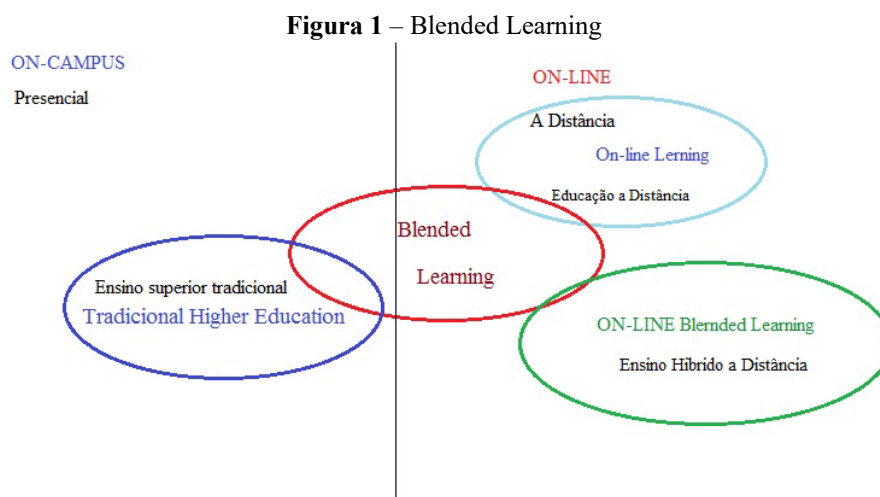 Figura 1 – Blended Learning
ON-CAMPUS
Presencial
ON-LINE
A Distância
On-line Lerning
Educação a Distância
Blended
Learning
Ensino superior tradicional
Tradicional Higher Education
ON-LINE Blernded Learning
Ensino Híbrido a Distância